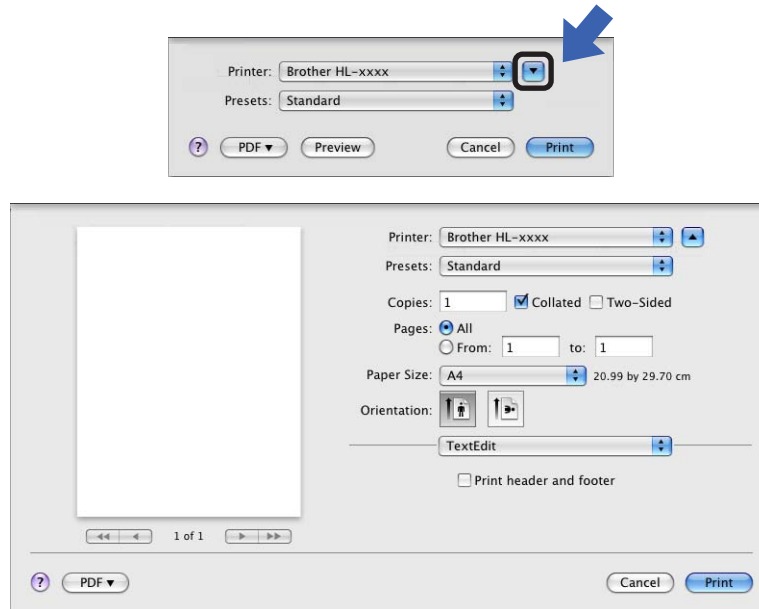 Printer: Brother HL-xxxx
Presets: Standard
? PDF▼ Preview Cancel Print
Printer: Brother HL-xxxx
Presets: Standard
Copies: 1 Collated Two-Sided
Pages: All
From: 1 to: 1
Paper Size: A4 20.99 by 29.70 cm
Orientation:
TextEdit
Print header and footer
1 of 1
? PDF▼ Cancel Print